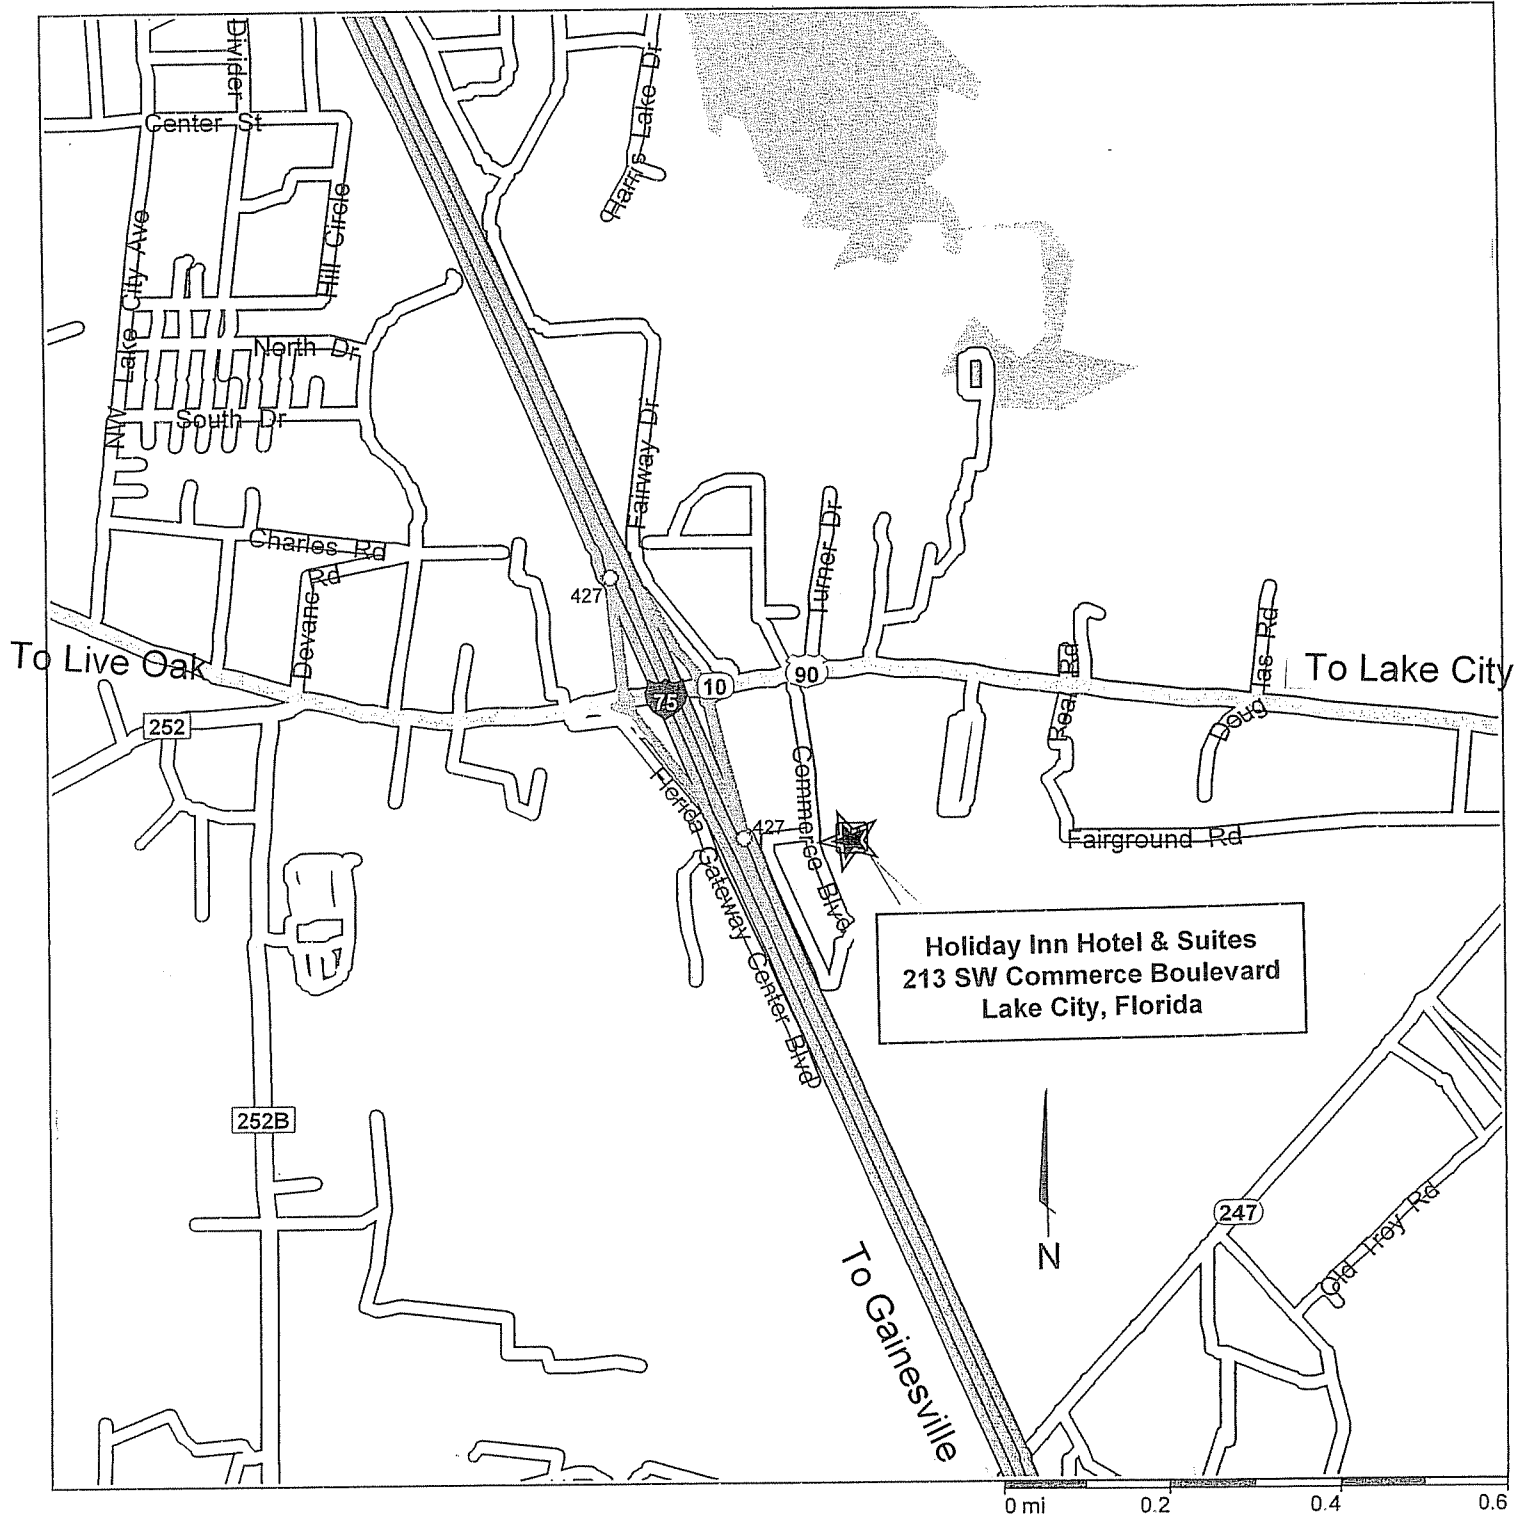 Divider
Center St
Harris Lake Dr
Hill Circle
NW Lake City Ave
North Dr
South Dr
Fairway Dr
Charles Rd
Devane Rd
Turner Dr
427
To Live Oak
To Lake City
10
90
75
252
Real Rd
Douglas Rd
Commerce Blvd
Florida Gateway Center Blvd
427
Fairground Rd
Holiday Inn Hotel & Suites
213 SW Commerce Boulevard
Lake City, Florida
252B
N
247
Old Troy Rd
To Gainesville
0 mi 0.2 0.4 0.6